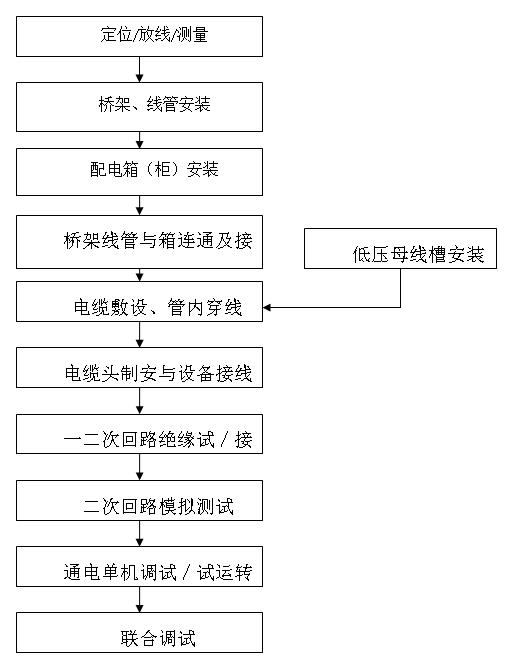 定位/放线/测量
桥架、线管安装
配电箱（柜）安装
桥架线管与箱连通及接
低压母线槽安装
电缆敷设、管内穿线
电缆头制安与设备接线
一二次回路绝缘试／接
二次回路模拟测试
通电单机调试／试运转
联合调试